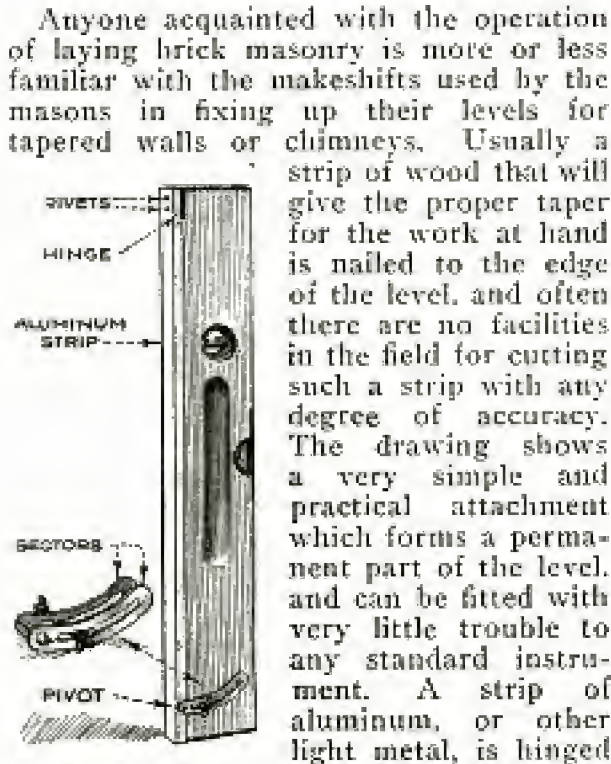 Anyone acquainted with the operation
of laying brick masonry is more or less
familiar with the makeshifts used by the
masons in fixing up their levels for
tapered walls or chimneys. Usually a
strip of wood that will
give the proper taper
for the work at hand
is nailed to the edge
of the level, and often
there are no facilities
in the field for cutting
such a strip with any
degree of accuracy.
The drawing shows
a very simple and
practical attachment
which forms a perma-
nent part of the level,
and can be fitted with
very little trouble to
any standard instru-
ment. A strip of
aluminum, or other
light metal, is hinged
RIVETS
HINGE
ALUMINUM
STRIP
SECTORS
PIVOT